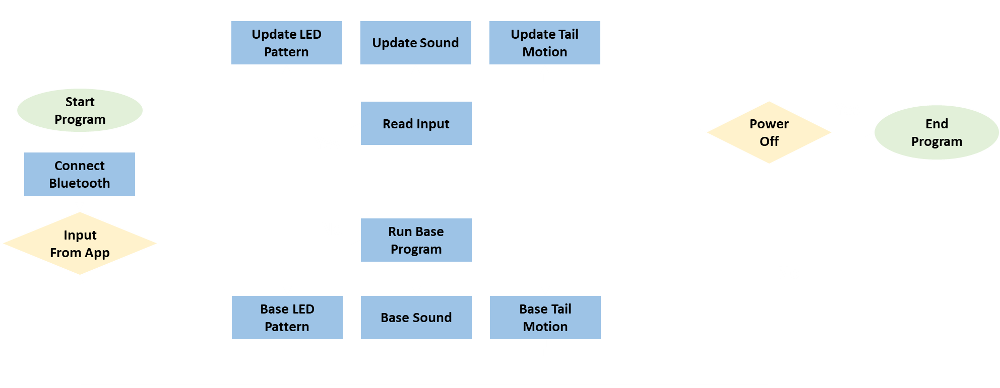 Update LED
Pattern
Update Sound
Update Tail
Motion
Start
Program
Read Input
Power
Off
End
Program
Connect
Bluetooth
Input
From App
Run Base
Program
Base LED
Pattern
Base Sound
Base Tail
Motion